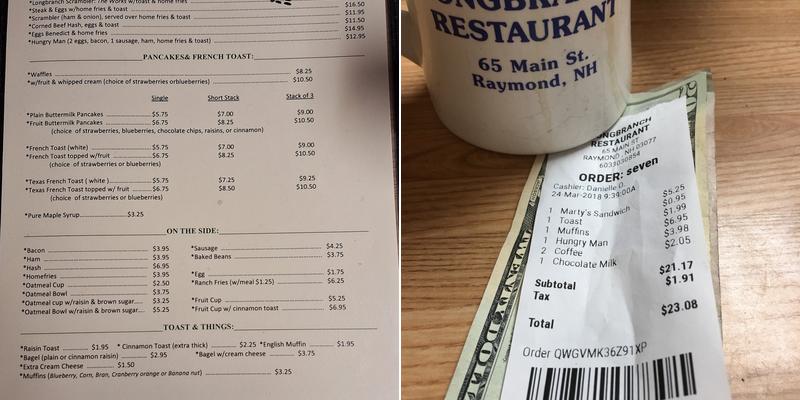 *Longbranch Scrambler: The Works w/toast & home fries
*Steak & Eggs w/home fries & toast $16.50
*Scrambler (ham & onion), served over home fries & toast $11.95
*Corned Beef Hash, eggs & toast $11.50
*Eggs Benedict & home fries $14.95
*Hungry Man (2 eggs, bacon, 1 sausage, ham, home fries & toast) $12.95
PANCAKES& FRENCH TOAST:
*Waffles $8.25
*w/fruit & whipped cream (choice of strawberries orblueberries) $10.50
Single Short Stack Stack of 3
*Plain Buttermilk Pancakes $5.75 $7.00 $9.00
*Fruit Buttermilk Pancakes $6.75 $8.25 $10.50
(choice of strawberries, blueberries, chocolate chips, raisins, or cinnamon)
*French Toast (white) $5.75 $7.00 $9.00
*French Toast topped w/fruit $6.75 $8.25 $10.50
(choice of strawberries or blueberries)
*Texas French Toast ( white ) $5.75 $7.25 $9.25
*Texas French Toast topped w/ fruit $6.75 $8.50 $10.50
(choice of strawberries or blueberries)
*Pure Maple Syrup $3.25
ON THE SIDE:
*Bacon $3.95
*Ham $3.95
*Hash $6.95
*Homefries $3.95
*Oatmeal Cup $2.50
*Oatmeal Bowl $3.75
*Oatmeal cup w/raisin & brown sugar.... $3.25
*Oatmeal Bowl w/raisin & brown sugar.... $5.25
*Sausage $4.25
*Baked Beans $3.75
*Egg $1.75
*Ranch Fries (w/meal $1.25) $6.25
*Fruit Cup $5.25
*Fruit Cup w/ cinnamon toast $6.95
TOAST & THINGS:
*Raisin Toast $1.95 * Cinnamon Toast (extra thick) $2.25 *English Muffin $1.95
*Bagel (plain or cinnamon raisin) $2.95 *Bagel w/cream cheese $3.75
*Extra Cream Cheese $1.50
*Muffins (Blueberry, Corn, Bran, Cranberry orange or Banana nut) $3.25
RESTAURANT
65 Main St.
Raymond, NH
LONGBRANCH
RESTAURANT
65 MAIN ST
RAYMOND, NH 03077
6033030854
ORDER: seven
Cashier: Danielle O.
24-Mar-2018 9:39:00A
1 Marty's Sandwich $5.25
1 Toast $0.95
1 Muffins $1.99
1 Hungry Man $6.95
2 Coffee $3.98
1 Chocolate Milk $2.05
Subtotal $21.17
Tax $1.91
Total $23.08
Order QWGVMK36Z91XP